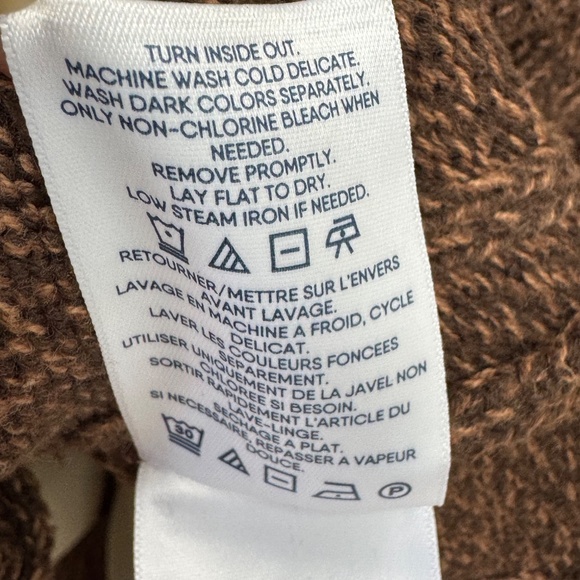 TURN INSIDE OUT.
MACHINE WASH COLD DELICATE.
WASH DARK COLORS SEPARATELY.
ONLY NON-CHLORINE BLEACH WHEN
NEEDED.
REMOVE PROMPTLY.
LAY FLAT TO DRY.
LOW STEAM IRON IF NEEDED.
RETOURNER/METTRE SUR L'ENVERS
AVANT LAVAGE.
LAVAGE EN MACHINE A FROID, CYCLE
DELICAT.
LAVER LES COULEURS FONCEES
SEPAREMENT.
UTILISER UNIQUEMENT DE LA JAVEL NON
CHLOREE SI BESOIN.
SORTIR RAPIDEMENT L'ARTICLE DU
SELAVE-LINGE.
SECHAGE A PLAT.
SI NECESSAIRE, REPASSER A VAPEUR
DOUCE.
30
P